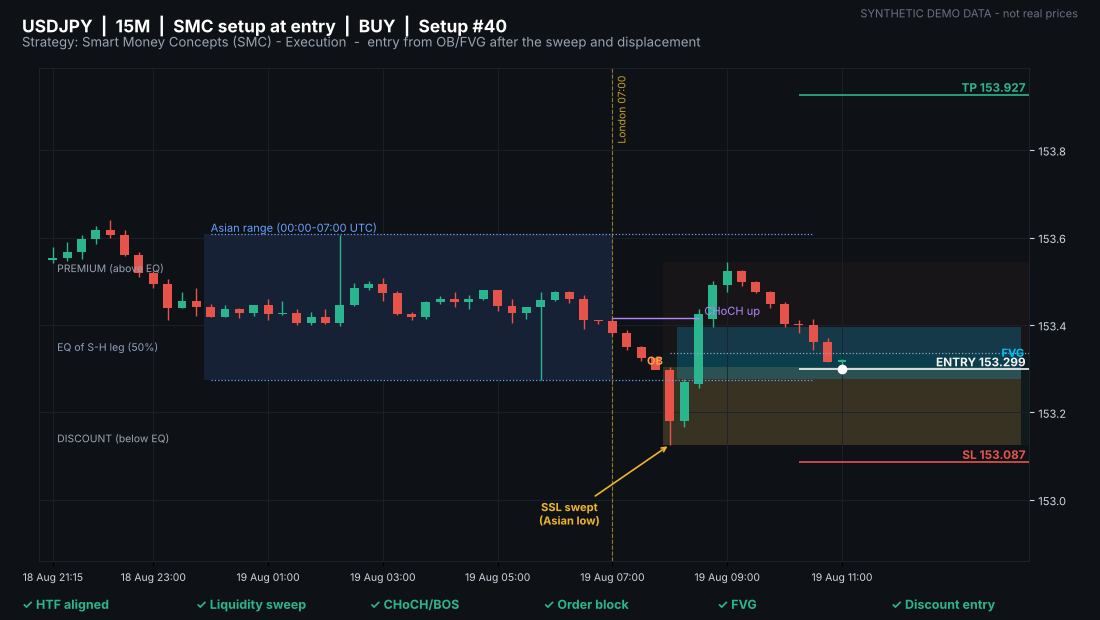 SYNTHETIC DEMO DATA - not real prices
USDJPY | 15M | SMC setup at entry | BUY | Setup #40
Strategy: Smart Money Concepts (SMC) - Execution - entry from OB/FVG after the sweep and displacement
London 07:00
TP 153.927
153.8
Asian range (00:00-07:00 UTC)
153.6
PREMIUM (above EQ)
CHoCH up
153.4
EQ of S-H leg (50%)
FVG
OB
ENTRY 153.299
153.2
DISCOUNT (below EQ)
SL 153.087
SSL swept
(Asian low)
153.0
18 Aug 21:15 18 Aug 23:00 19 Aug 01:00 19 Aug 03:00 19 Aug 05:00 19 Aug 07:00 19 Aug 09:00 19 Aug 11:00
✓ HTF aligned ✓ Liquidity sweep ✓ CHoCH/BOS ✓ Order block ✓ FVG ✓ Discount entry